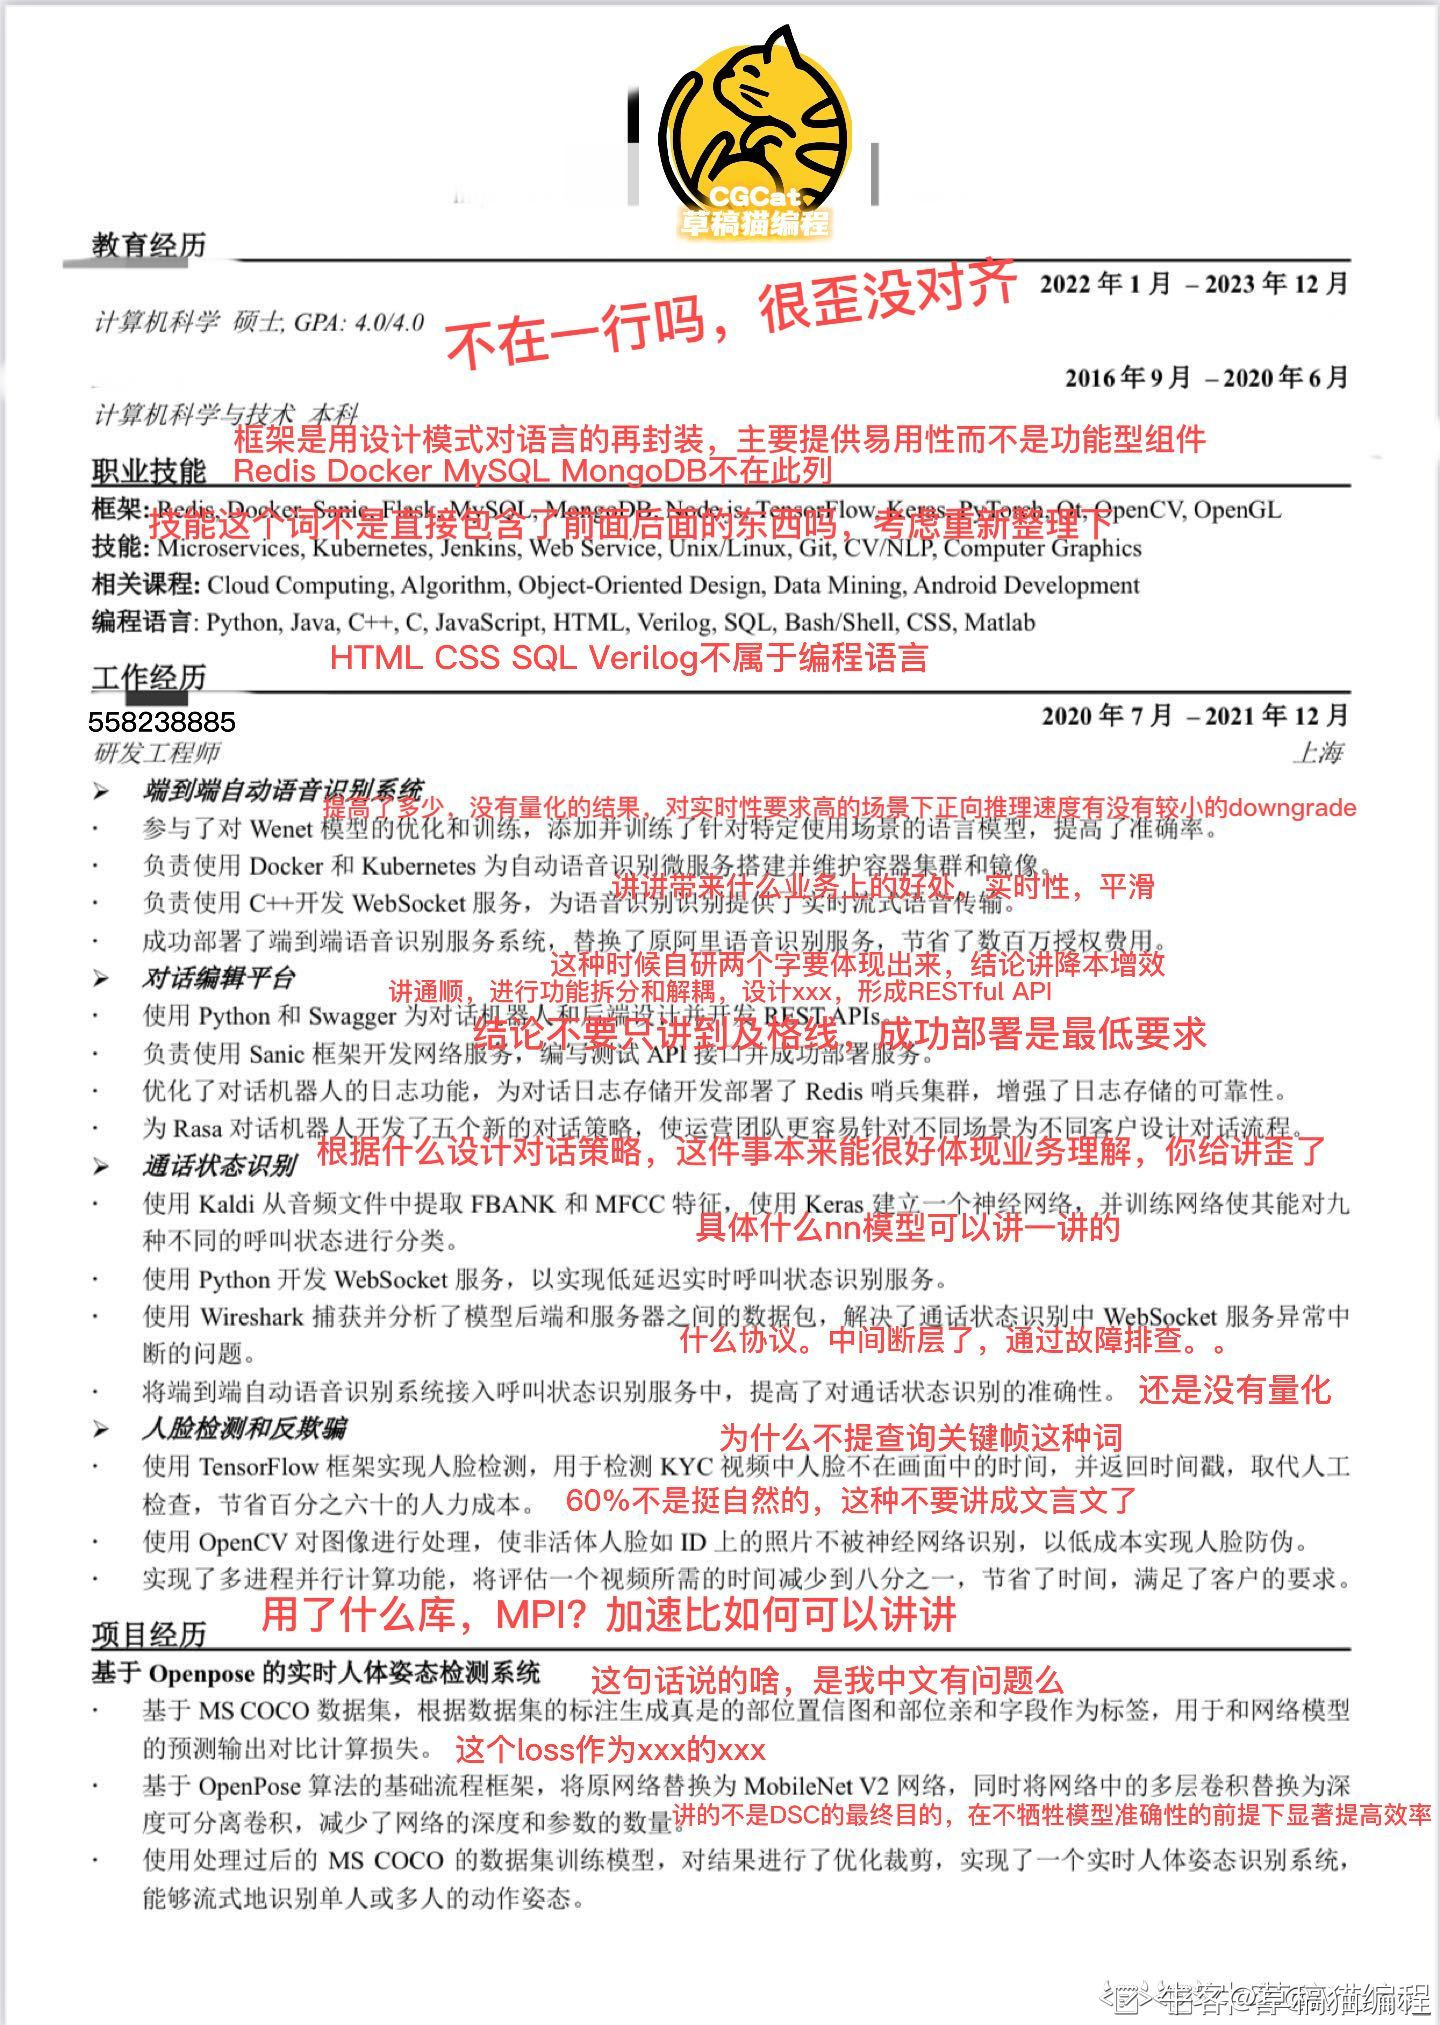 CGCat
草稿猫编程
教育经历
2022 年 1 月 – 2023 年 12 月
不在一行吗，很歪没对齐
计算机科学 硕士, GPA: 4.0/4.0
2016 年 9 月 – 2020 年 6 月
计算机科学与技术 本科
框架是用设计模式对语言的再封装，主要提供易用性而不是功能型组件
职业技能
Redis Docker MySQL MongoDB不在此列
框架: Redis, Docker, Sanic, Flask, MySQL, MongoDB, Node.js, TensorFlow, Keras, PyTorch, Qt, OpenCV, OpenGL
技能这个词不是直接包含了前面后面的东西吗，考虑重新整理下
技能: Microservices, Kubernetes, Jenkins, Web Service, Unix/Linux, Git, CV/NLP, Computer Graphics
相关课程: Cloud Computing, Algorithm, Object-Oriented Design, Data Mining, Android Development
编程语言: Python, Java, C++, C, JavaScript, HTML, Verilog, SQL, Bash/Shell, CSS, Matlab
HTML CSS SQL Verilog不属于编程语言
工作经历
558238885
2020 年 7 月 – 2021 年 12 月
研发工程师
上海
➢ 端到端自动语音识别系统
提高了多少，没有量化的结果，对实时性要求高的场景下正向推理速度有没有较小的downgrade
· 参与了对 Wenet 模型的优化和训练，添加并训练了针对特定使用场景的语言模型，提高了准确率。
· 负责使用 Docker 和 Kubernetes 为自动语音识别微服务搭建并维护容器集群和镜像。
讲讲带来什么业务上的好处，实时性，平滑
· 负责使用 C++开发 WebSocket 服务，为语音识别识别提供了实时流式语音传输。
· 成功部署了端到端语音识别服务系统，替换了原阿里语音识别服务，节省了数百万授权费用。
这种时候自研两个字要体现出来，结论讲降本增效
➢ 对话编辑平台
讲通顺，进行功能拆分和解耦，设计xxx，形成RESTful API
· 使用 Python 和 Swagger 为对话机器人和后端设计并开发 REST APIs。
结论不要只讲到及格线，成功部署是最低要求
· 负责使用 Sanic 框架开发网络服务，编写测试 API 接口并成功部署服务。
· 优化了对话机器人的日志功能，为对话日志存储开发部署了 Redis 哨兵集群，增强了日志存储的可靠性。
· 为 Rasa 对话机器人开发了五个新的对话策略，使运营团队更容易针对不同场景为不同客户设计对话流程。
根据什么设计对话策略，这件事本来能很好体现业务理解，你给讲歪了
➢ 通话状态识别
· 使用 Kaldi 从音频文件中提取 FBANK 和 MFCC 特征，使用 Keras 建立一个神经网络，并训练网络使其能对九
具体什么nn模型可以讲一讲的
种不同的呼叫状态进行分类。
· 使用 Python 开发 WebSocket 服务，以实现低延迟实时呼叫状态识别服务。
· 使用 Wireshark 捕获并分析了模型后端和服务器之间的数据包，解决了通话状态识别中 WebSocket 服务异常中
什么协议。中间断层了，通过故障排查。。
断的问题。
· 将端到端自动语音识别系统接入呼叫状态识别服务中，提高了对通话状态识别的准确性。
还是没有量化
➢ 人脸检测和反欺骗
为什么不提查询关键帧这种词
· 使用 TensorFlow 框架实现人脸检测，用于检测 KYC 视频中人脸不在画面中的时间，并返回时间戳，取代人工
检查，节省百分之六十的人力成本。
60%不是挺自然的，这种不要讲成文言文了
· 使用 OpenCV 对图像进行处理，使非活体人脸如 ID 上的照片不被神经网络识别，以低成本实现人脸防伪。
· 实现了多进程并行计算功能，将评估一个视频所需的时间减少到八分之一，节省了时间，满足了客户的要求。
用了什么库，MPI？加速比如何可以讲讲
项目经历
基于 Openpose 的实时人体姿态检测系统
这句话说的啥，是我中文有问题么
· 基于 MS COCO 数据集，根据数据集的标注生成真是的部位置信图和部位亲和字段作为标签，用于和网络模型
的预测输出对比计算损失。
这个loss作为xxx的xxx
· 基于 OpenPose 算法的基础流程框架，将原网络替换为 MobileNet V2 网络，同时将网络中的多层卷积替换为深
度可分离卷积，减少了网络的深度和参数的数量。
讲的不是DSC的最终目的，在不牺牲模型准确性的前提下显著提高效率
· 使用处理过后的 MS COCO 的数据集训练模型，对结果进行了优化裁剪，实现了一个实时人体姿态识别系统，
能够流式地识别单人或多人的动作姿态。
牛客@草稿猫编程